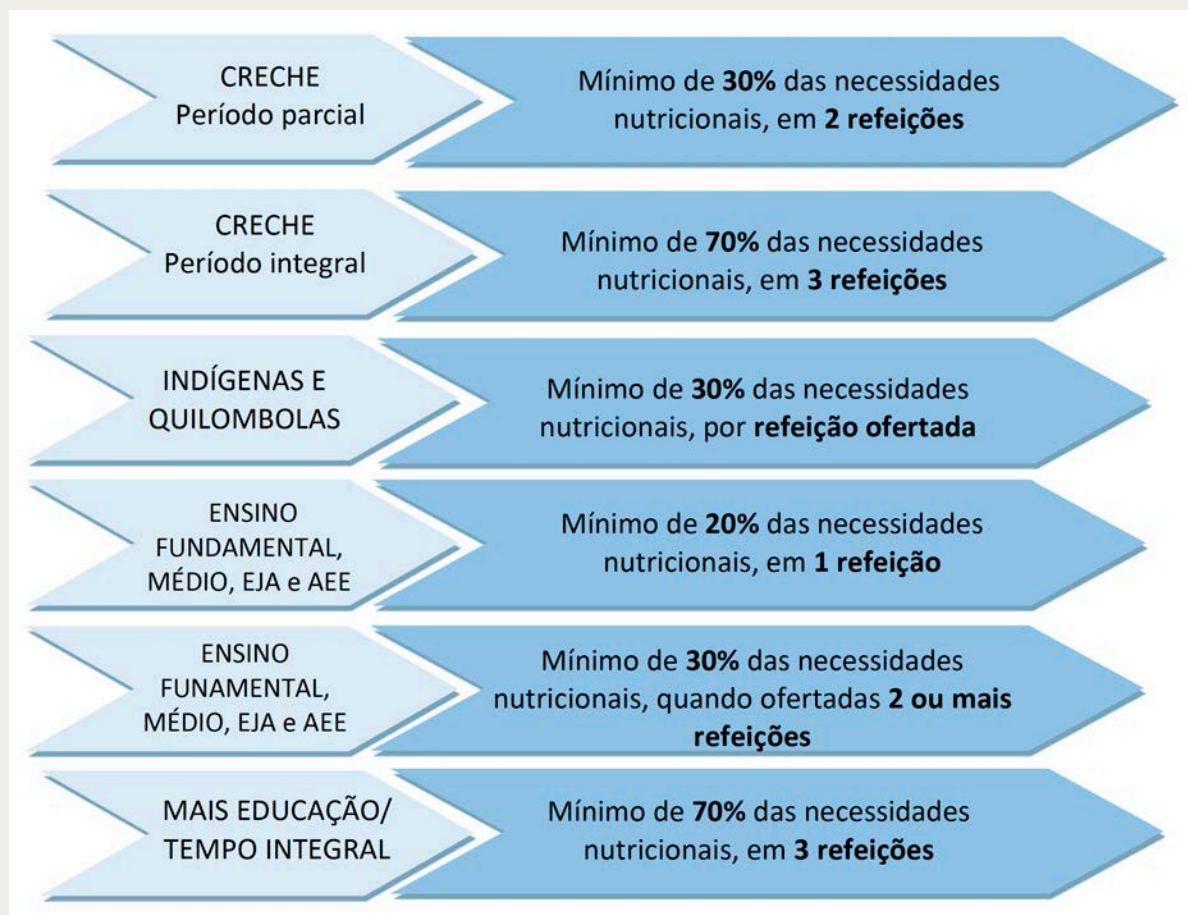 CRECHE
Período parcial
Mínimo de 30% das necessidades
nutricionais, em 2 refeições
CRECHE
Período integral
Mínimo de 70% das necessidades
nutricionais, em 3 refeições
INDÍGENAS E
QUILOMBOLAS
Mínimo de 30% das necessidades
nutricionais, por refeição ofertada
ENSINO
FUNDAMENTAL,
MÉDIO, EJA e AEE
Mínimo de 20% das necessidades
nutricionais, em 1 refeição
ENSINO
FUNAMENTAL,
MÉDIO, EJA e AEE
Mínimo de 30% das necessidades
nutricionais, quando ofertadas 2 ou mais
refeições
MAIS EDUCAÇÃO/
TEMPO INTEGRAL
Mínimo de 70% das necessidades
nutricionais, em 3 refeições